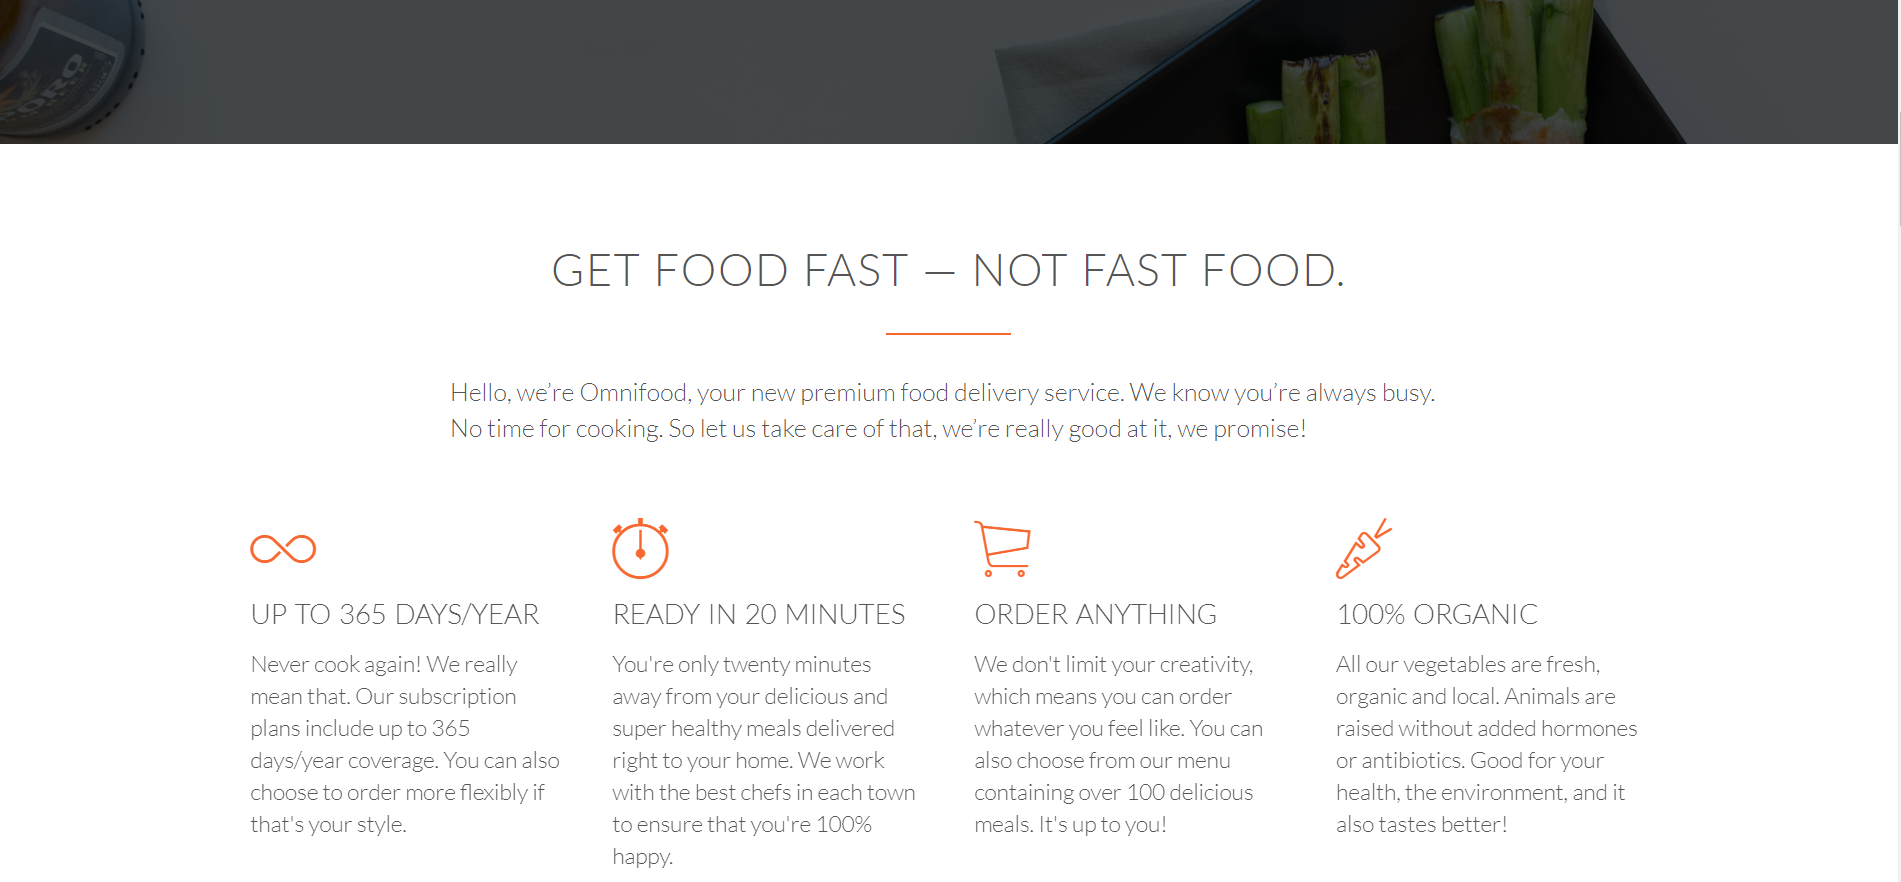 ORO
GET FOOD FAST — NOT FAST FOOD.
Hello, we’re Omnifood, your new premium food delivery service. We know you’re always busy.
No time for cooking. So let us take care of that, we’re really good at it, we promise!
UP TO 365 DAYS/YEAR
Never cook again! We really
mean that. Our subscription
plans include up to 365
days/year coverage. You can also
choose to order more flexibly if
that's your style.
READY IN 20 MINUTES
You're only twenty minutes
away from your delicious and
super healthy meals delivered
right to your home. We work
with the best chefs in each town
to ensure that you're 100%
happy.
ORDER ANYTHING
We don't limit your creativity,
which means you can order
whatever you feel like. You can
also choose from our menu
containing over 100 delicious
meals. It's up to you!
100% ORGANIC
All our vegetables are fresh,
organic and local. Animals are
raised without added hormones
or antibiotics. Good for your
health, the environment, and it
also tastes better!